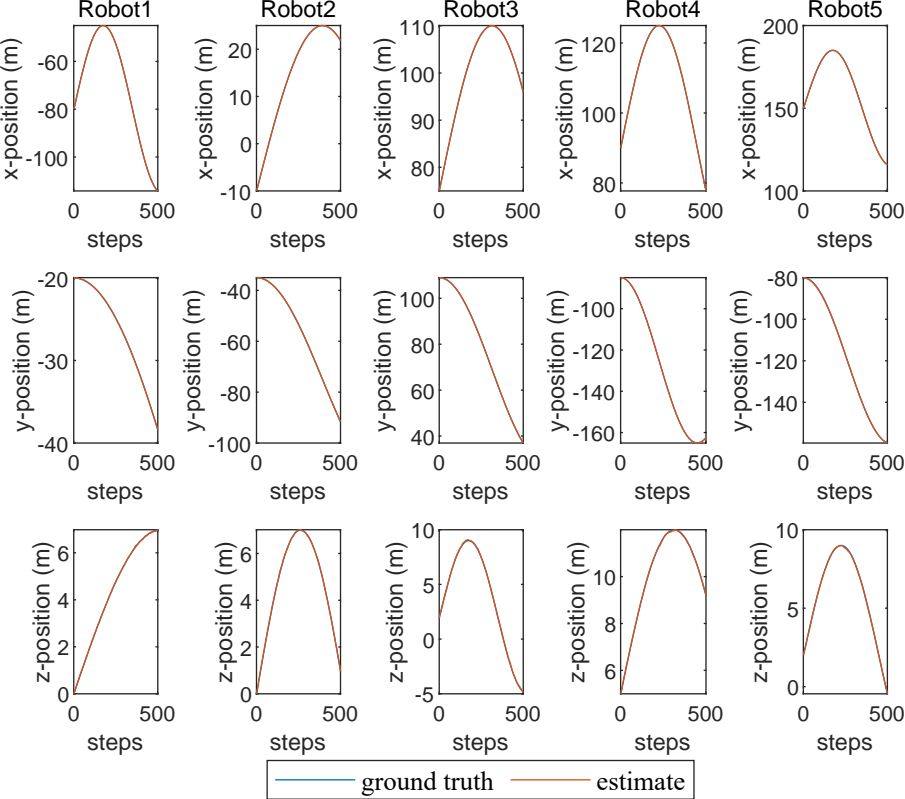 Robot1 Robot2 Robot3 Robot4 Robot5
x-position (m) -60 -80 -100 x-position (m) 20 10 0 -10 x-position (m) 110 100 90 80 x-position (m) 120 100 80 x-position (m) 200 150 100
0 500 0 500 0 500 0 500 0 500
steps steps steps steps steps
y-position (m) -20 -30 -40 y-position (m) -40 -60 -80 -100 y-position (m) 100 80 60 40 y-position (m) -100 -120 -140 -160 y-position (m) -80 -100 -120 -140
0 500 0 500 0 500 0 500 0 500
steps steps steps steps steps
z-position (m) 6 4 2 0 z-position (m) 6 4 2 0 z-position (m) 10 5 0 -5 z-position (m) 10 8 6 z-position (m) 10 5 0
0 500 0 500 0 500 0 500 0 500
steps steps steps steps steps
ground truth estimate